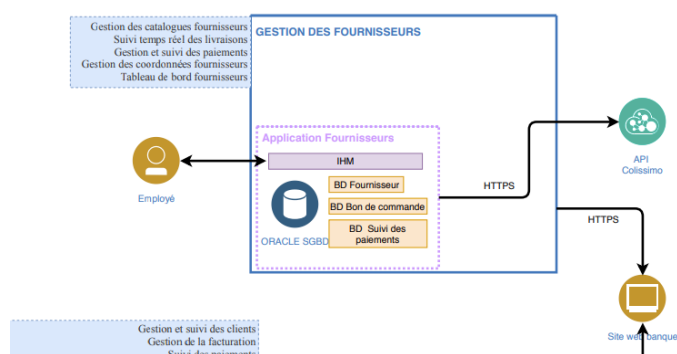 Gestion des catalogues fournisseurs
Suivi temps réel des livraisons
Gestion et suivi des paiements
Gestion des coordonnées fournisseurs
Tableau de bord fournisseurs
GESTION DES FOURNISSEURS
Application Fournisseurs
IHM
BD Fournisseur
BD Bon de commande
BD Suivi des
paiements
ORACLE SGBD
Employé
HTTPS
API
Colissimo
HTTPS
Site web banque
Gestion et suivi des clients
Gestion de la facturation
Suivi des paiements